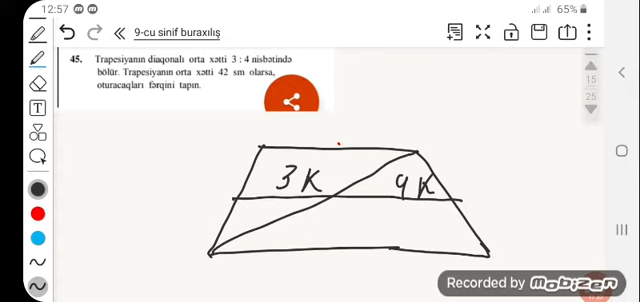 12:57
65%
9-cu sinif buraxılış
45. Trapesiyanın diaqonalı orta xətti 3 : 4 nisbətində
bölür. Trapesiyanın orta xətti 42 sm olarsa,
oturacaqları fərqini tapın.
15
25
T
3K 4K
Recorded by Mobizen